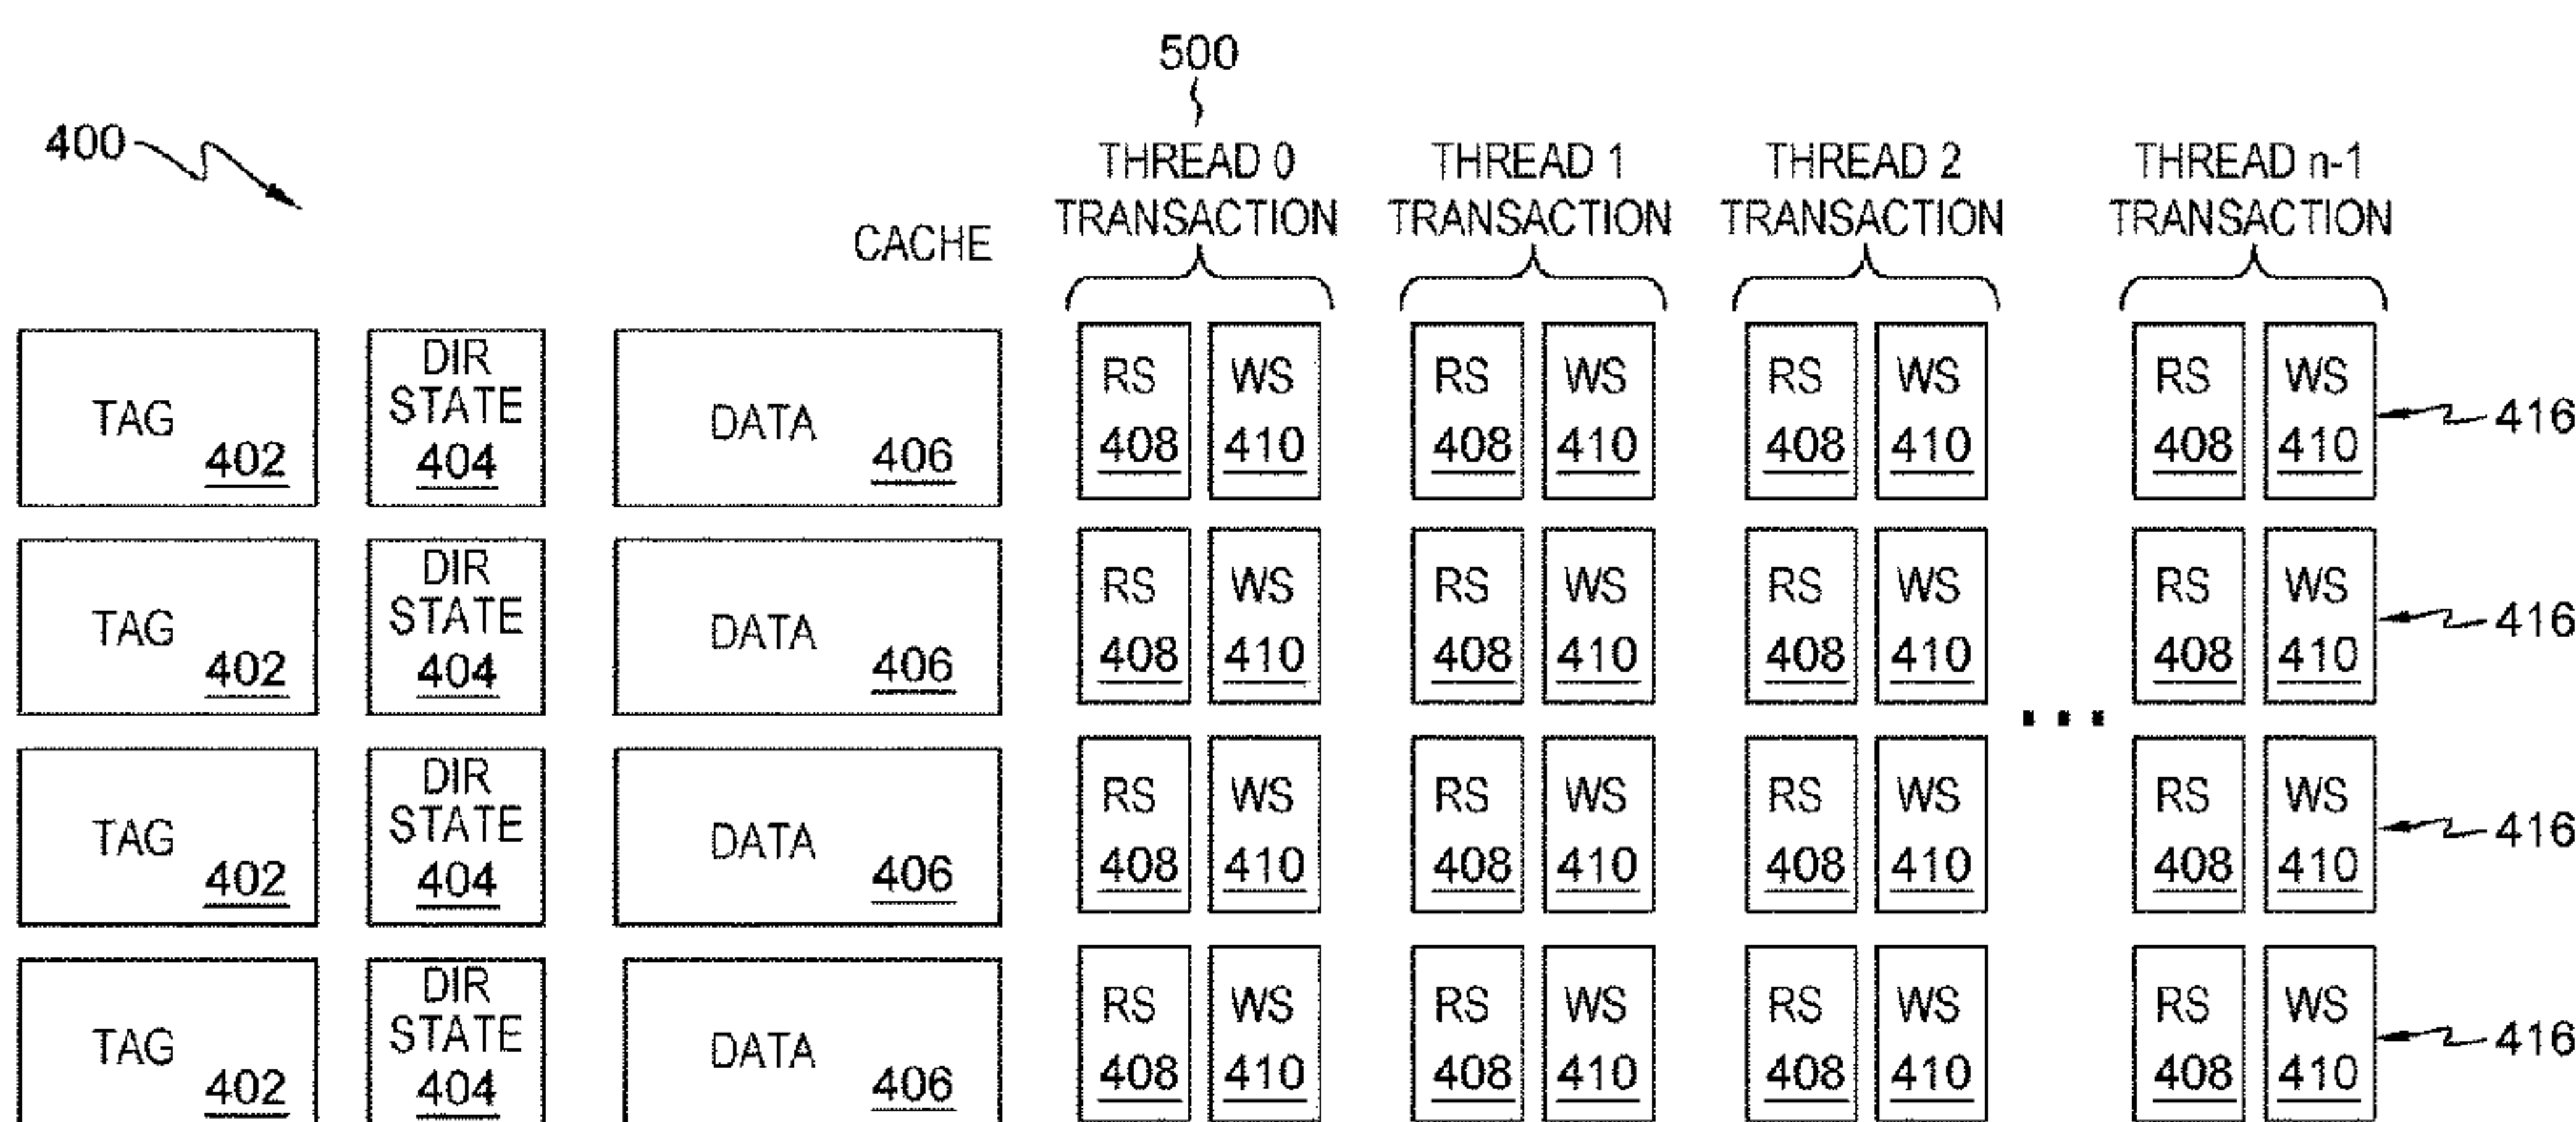 500
400
THREAD 0 THREAD 1 THREAD 2 THREAD n-1
TRANSACTION TRANSACTION TRANSACTION TRANSACTION
CACHE
TAG 402 DIR STATE 404 DATA 406 RS 408 WS 410 RS 408 WS 410 RS 408 WS 410 RS 408 WS 410 416
TAG 402 DIR STATE 404 DATA 406 RS 408 WS 410 RS 408 WS 410 RS 408 WS 410 ... RS 408 WS 410 416
TAG 402 DIR STATE 404 DATA 406 RS 408 WS 410 RS 408 WS 410 RS 408 WS 410 RS 408 WS 410 416
TAG 402 DIR STATE 404 DATA 406 RS 408 WS 410 RS 408 WS 410 RS 408 WS 410 RS 408 WS 410 416